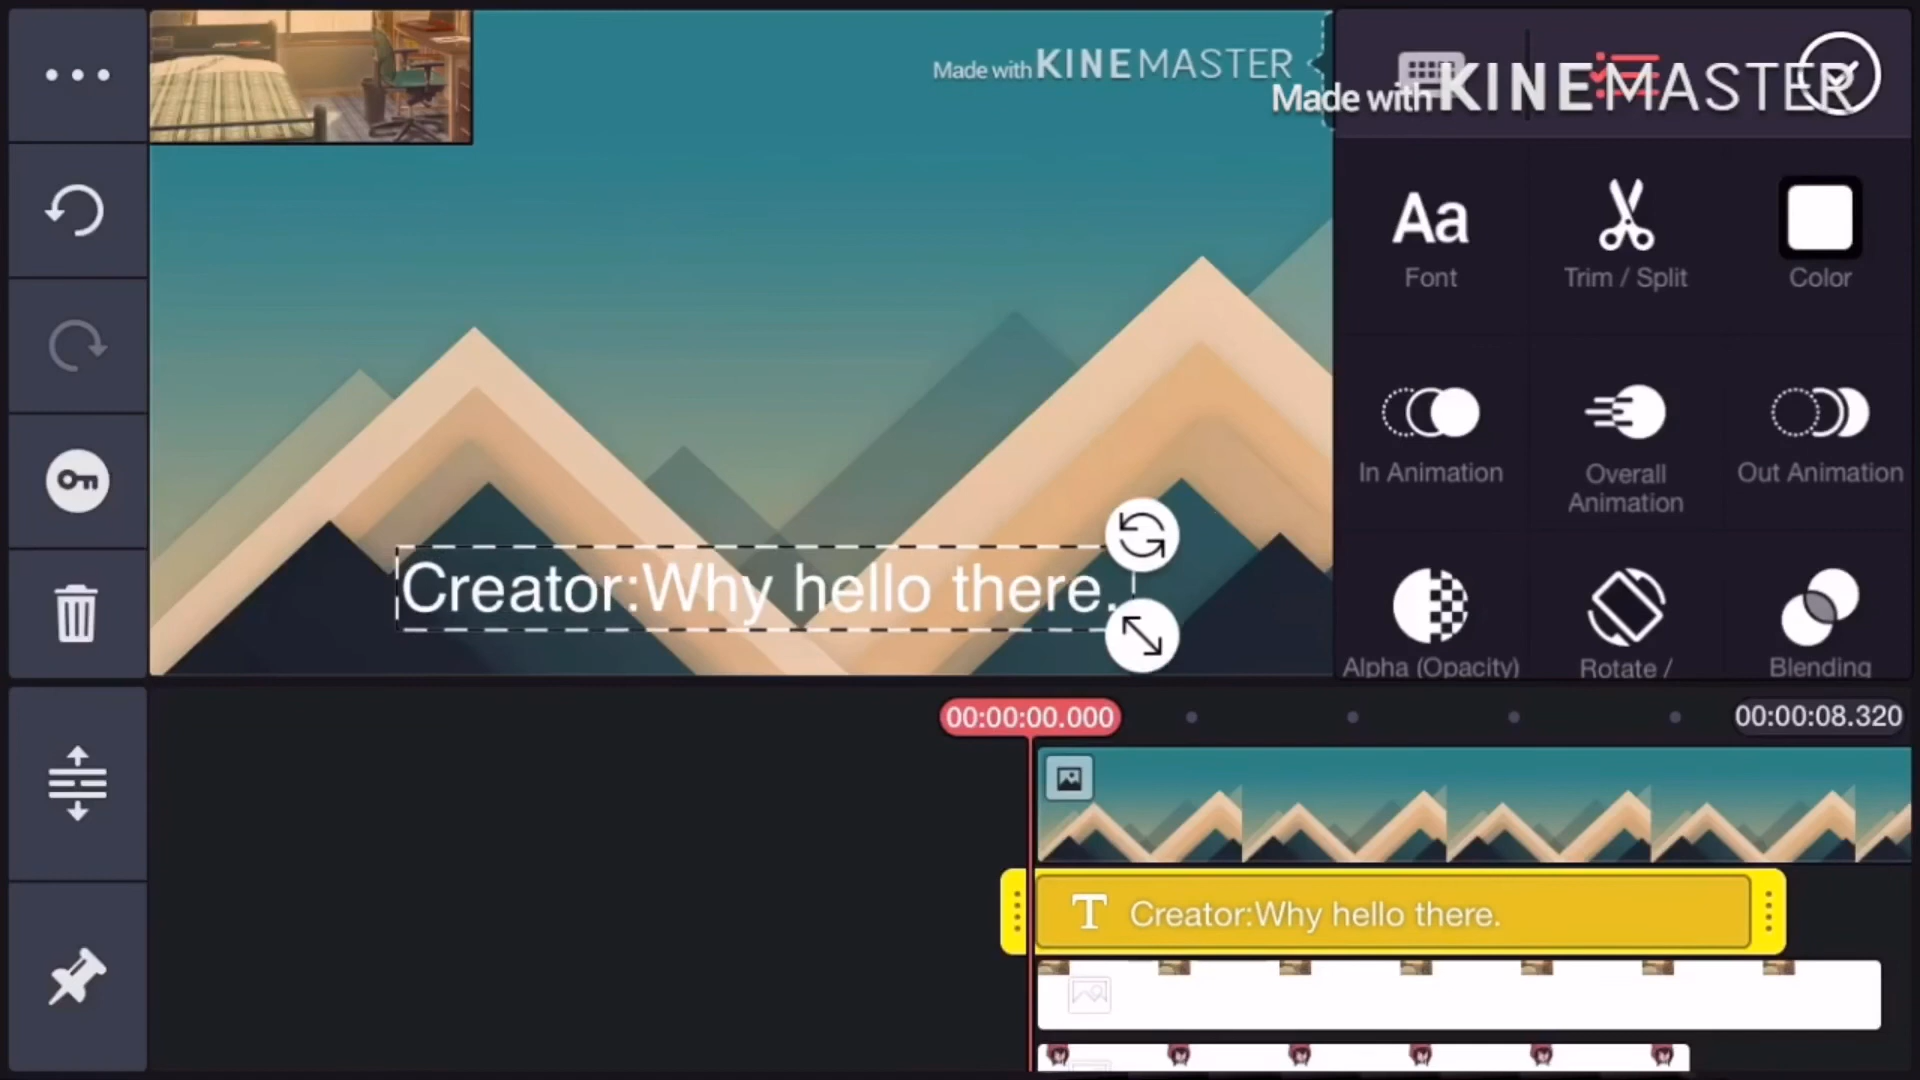 Made with KINEMASTER
Made with KINEMASTER
Aa
Font
Trim / Split
Color
In Animation
Overall
Animation
Out Animation
Alpha (Opacity)
Rotate /
Blending
Creator:Why hello there.
00:00:00.000
00:00:08.320
T Creator:Why hello there.